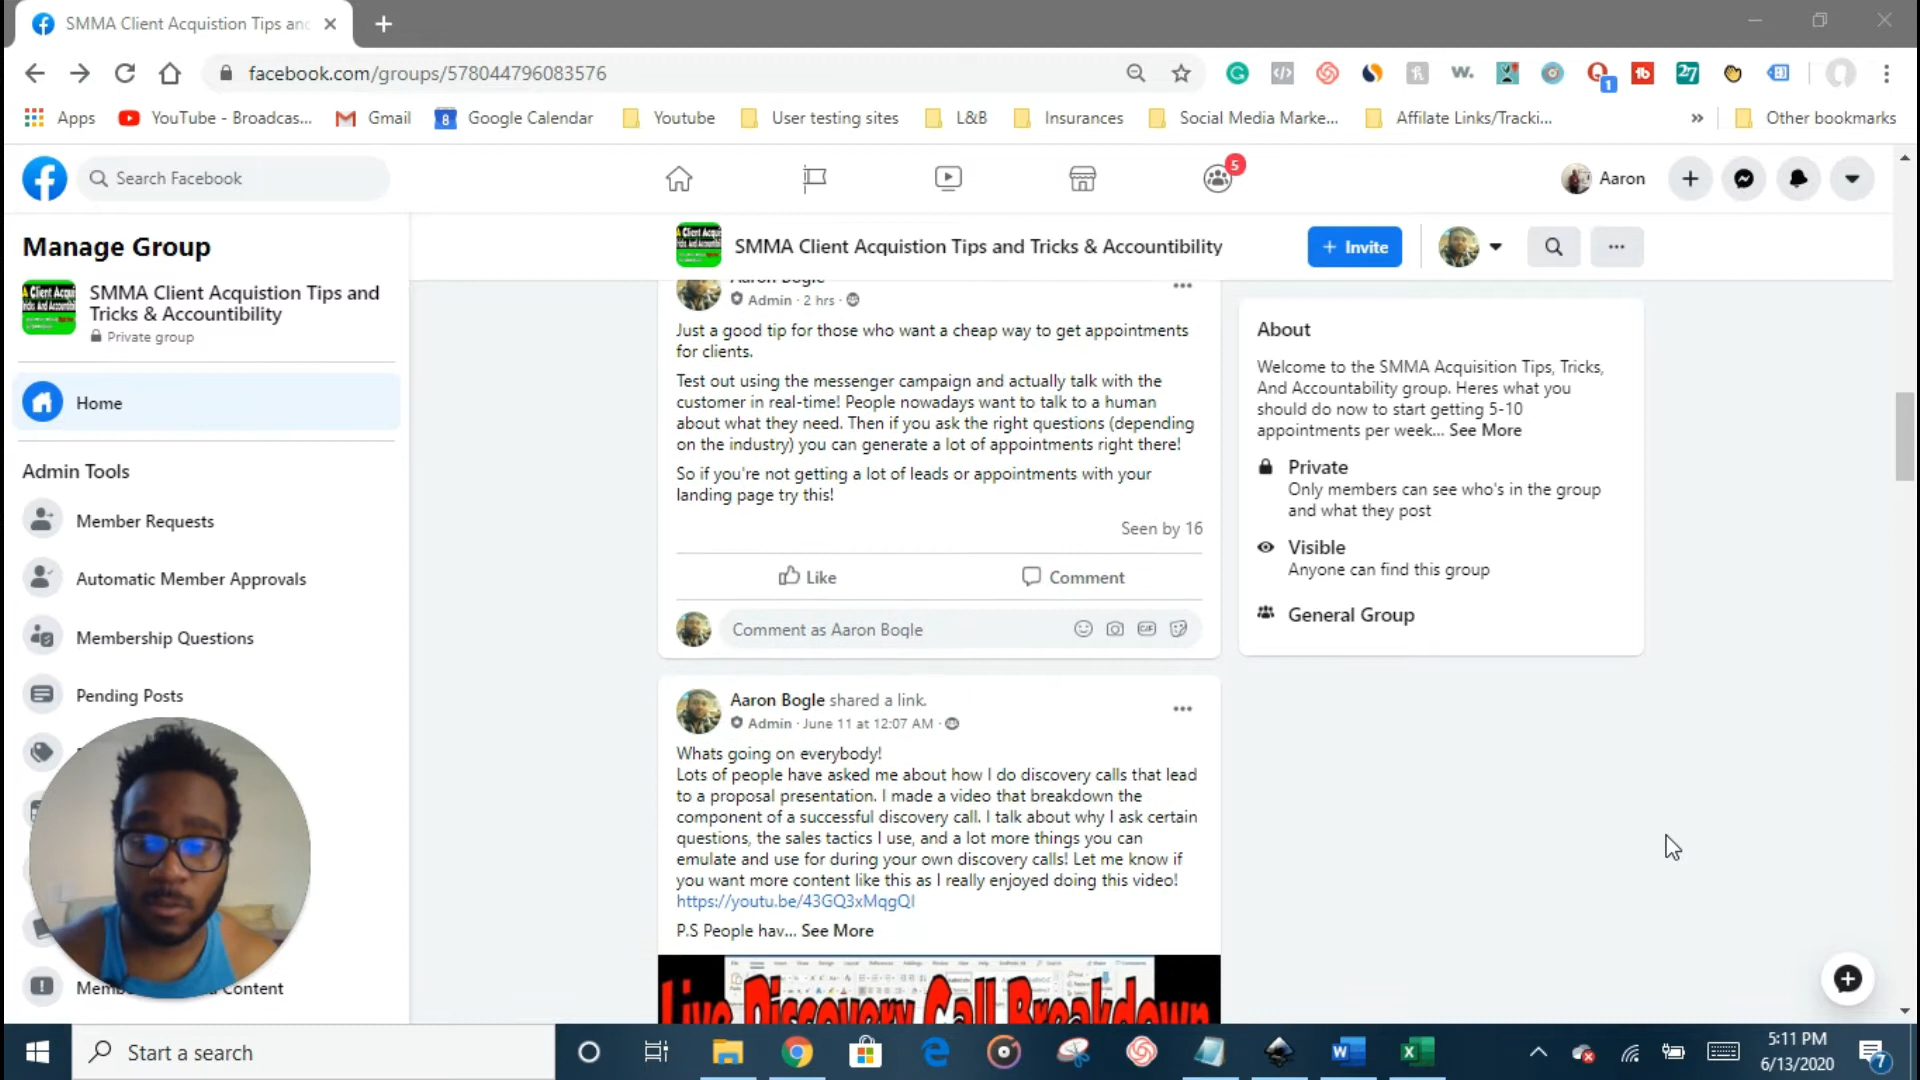 SMMA Client Acquistion Tips and
facebook.com/groups/578044796083576
1
27
Apps
YouTube - Broadcas...
Gmail
8
Google Calendar
Youtube
User testing sites
L&B
Insurances
Social Media Marke...
Affilate Links/Tracki...
»
Other bookmarks
Search Facebook
5
Aaron
Manage Group
SMMA Client Acquistion Tips and
Tricks & Accountibility
Private group
Home
Admin Tools
Member Requests
Automatic Member Approvals
Membership Questions
Pending Posts
SMMA Client Acquistion Tips and Tricks & Accountibility
+ Invite
Aaron Bogle
Admin · 2 hrs ·
Just a good tip for those who want a cheap way to get appointments
for clients.
Test out using the messenger campaign and actually talk with the
customer in real-time! People nowadays want to talk to a human
about what they need. Then if you ask the right questions (depending
on the industry) you can generate a lot of appointments right there!
So if you're not getting a lot of leads or appointments with your
landing page try this!
Seen by 16
Like
Comment
Comment as Aaron Bogle
GIF
Aaron Bogle shared a link.
Admin · June 11 at 12:07 AM ·
Whats going on everybody!
Lots of people have asked me about how I do discovery calls that lead
to a proposal presentation. I made a video that breakdown the
component of a successful discovery call. I talk about why I ask certain
questions, the sales tactics I use, and a lot more things you can
emulate and use for during your own discovery calls! Let me know if
you want more content like this as I really enjoyed doing this video!
https://youtu.be/43GQ3xMqgQI
P.S People hav... See More
Live Discovery Call Breakdown
About
Welcome to the SMMA Acquisition Tips, Tricks,
And Accountability group. Heres what you
should do now to start getting 5-10
appointments per week... See More
Private
Only members can see who's in the group
and what they post
Visible
Anyone can find this group
General Group
Start a search
5:11 PM
6/13/2020
7